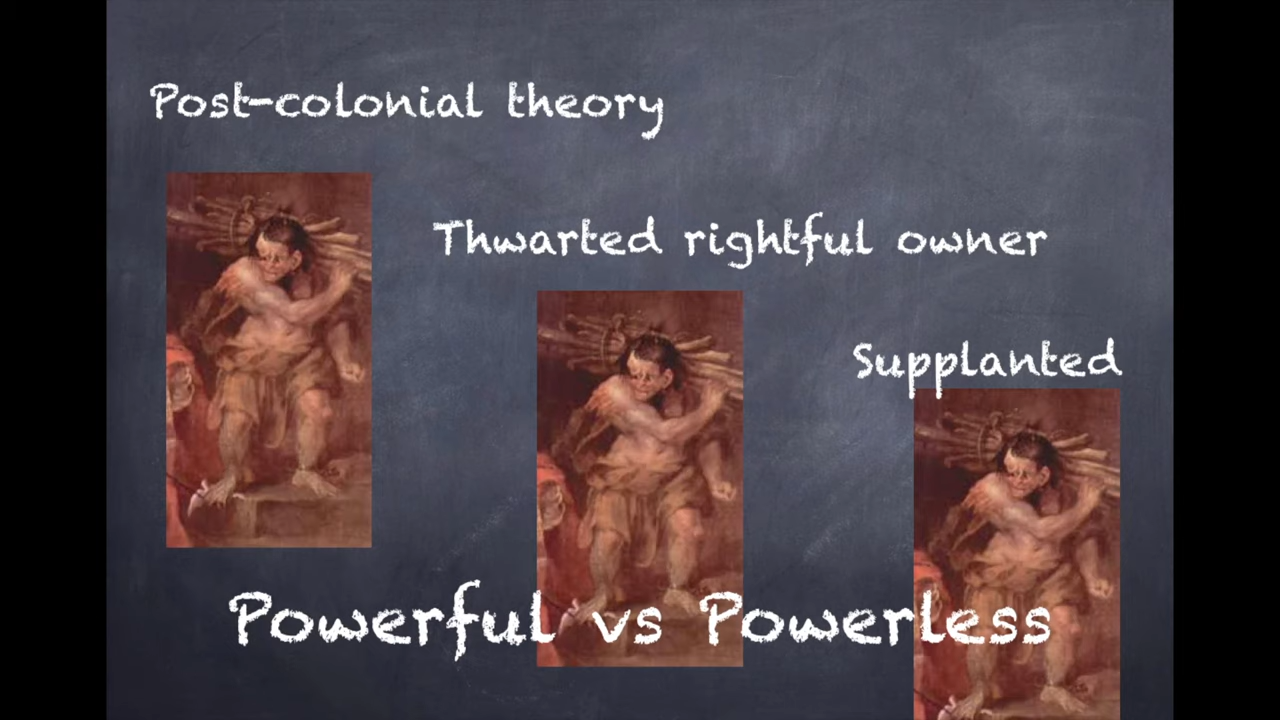 Post-colonial theory
Thwarted rightful owner
Supplanted
Powerful vs Powerless